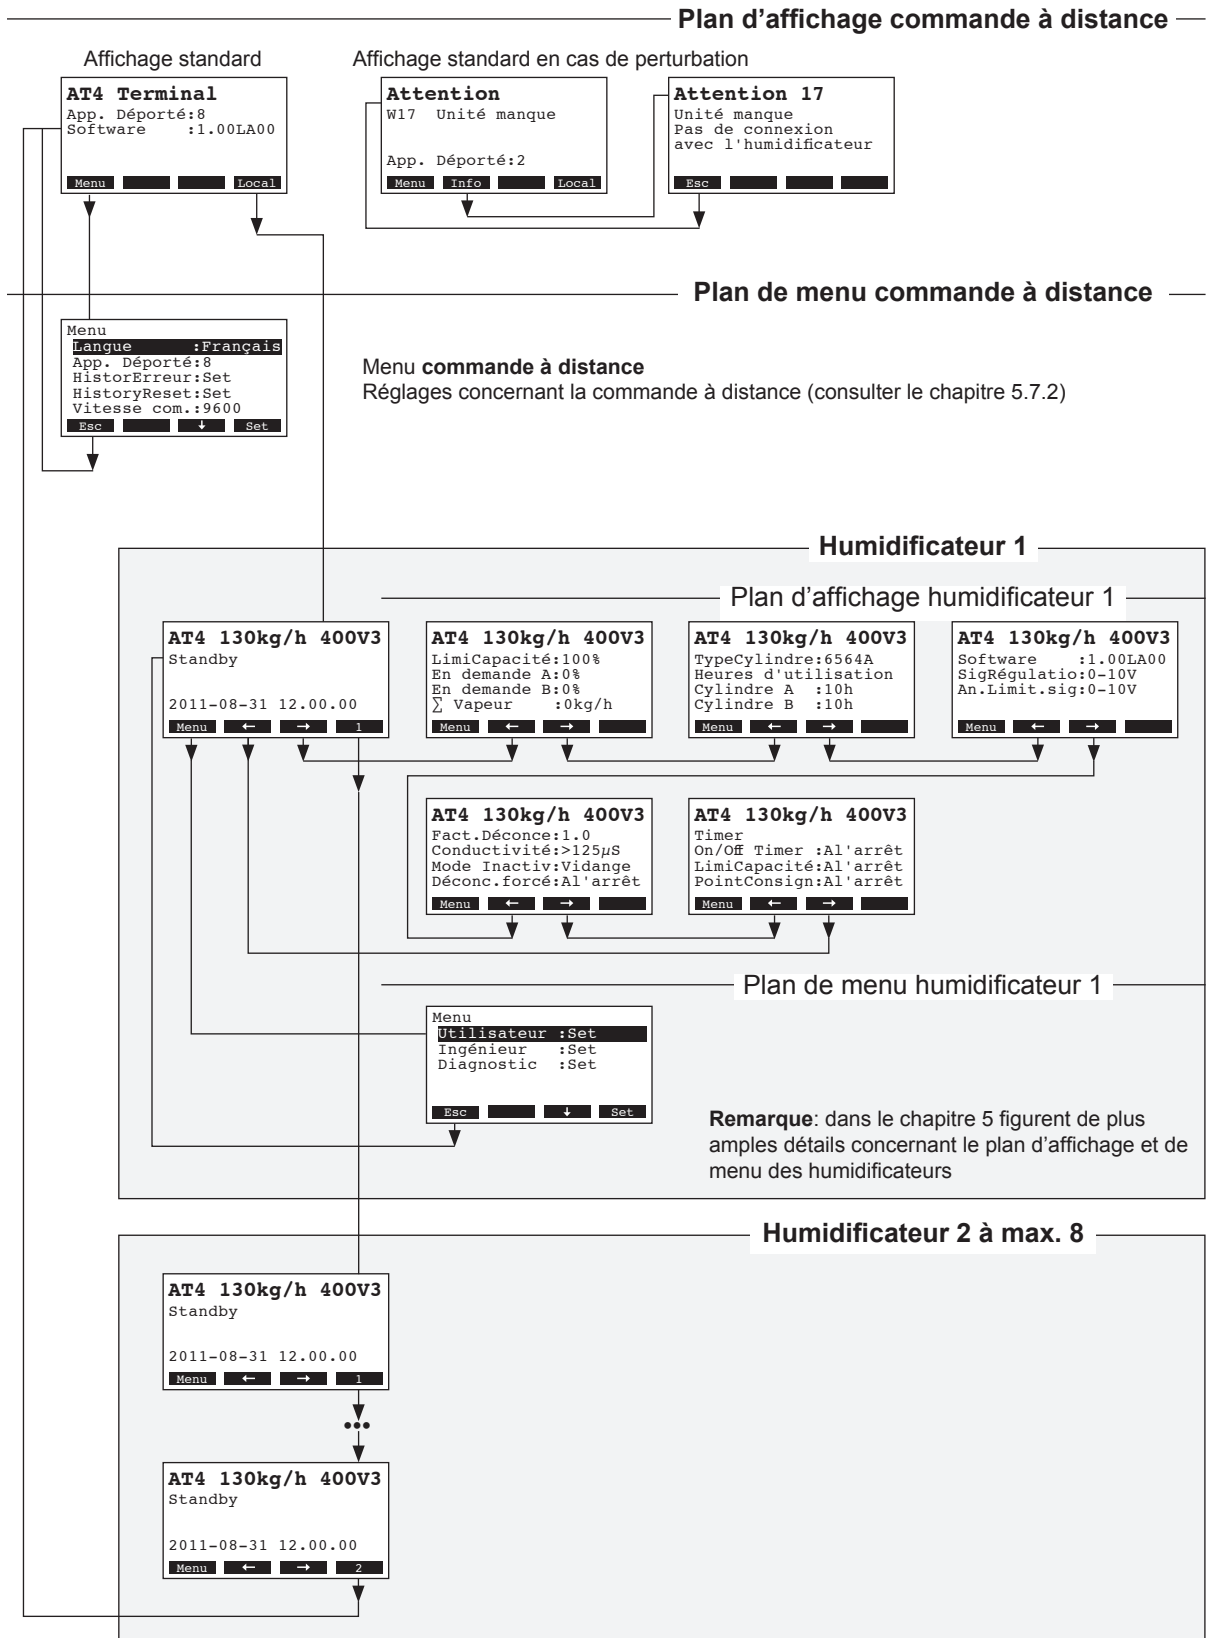 Plan d’affichage commande à distance
Affichage standard
Affichage standard en cas de perturbation
AT4 Terminal
App. Déporté:8
Software :1.00LA00
Menu Local
Attention
W17 Unité manque
App. Déporté:2
Menu Info Local
Attention 17
Unité manque
Pas de connexion
avec l'humidificateur
Esc
Plan de menu commande à distance
Menu
Langue :Français
App. Déporté:8
HistorErreur:Set
HistoryReset:Set
Vitesse com.:9600
Esc ↓ Set
Menu commande à distance
Réglages concernant la commande à distance (consulter le chapitre 5.7.2)
Humidificateur 1
Plan d’affichage humidificateur 1
AT4 130kg/h 400V3
Standby
2011-08-31 12.00.00
Menu ← → 1
AT4 130kg/h 400V3
LimiCapacité:100%
En demande A:0%
En demande B:0%
∑ Vapeur :0kg/h
Menu ← →
AT4 130kg/h 400V3
TypeCylindre:6564A
Heures d'utilisation
Cylindre A :10h
Cylindre B :10h
Menu ← →
AT4 130kg/h 400V3
Software :1.00LA00
SigRégulatio:0-10V
An.Limit.sig:0-10V
Menu ← →
AT4 130kg/h 400V3
Fact.Déconce:1.0
Conductivité:>125µS
Mode Inactiv:Vidange
Déconc.forcé:Al'arrêt
Menu ← →
AT4 130kg/h 400V3
Timer
On/Off Timer :Al'arrêt
LimiCapacité:Al'arrêt
PointConsign:Al'arrêt
Menu ← →
Plan de menu humidificateur 1
Menu
Utilisateur :Set
Ingénieur :Set
Diagnostic :Set
Esc ↓ Set
Remarque: dans le chapitre 5 figurent de plus
amples détails concernant le plan d’affichage et de
menu des humidificateurs
Humidificateur 2 à max. 8
AT4 130kg/h 400V3
Standby
2011-08-31 12.00.00
Menu ← → 1
•••
AT4 130kg/h 400V3
Standby
2011-08-31 12.00.00
Menu ← → 2